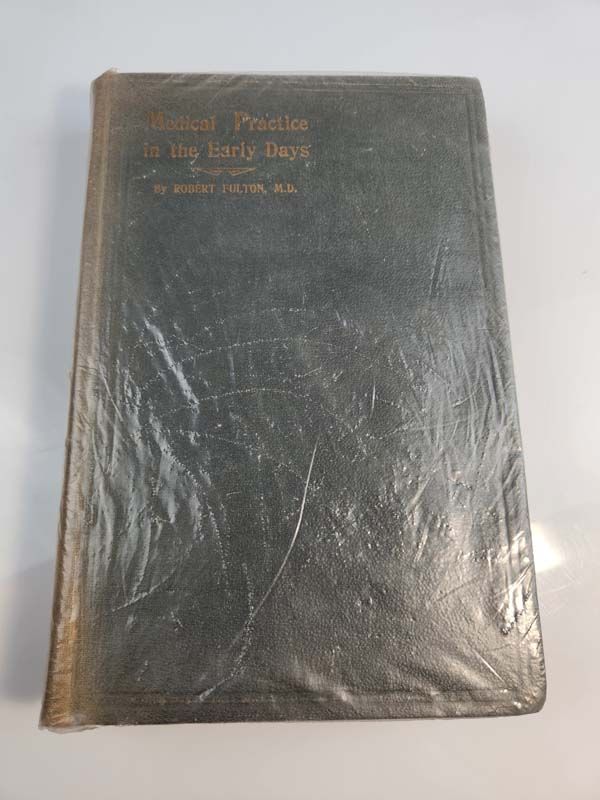 Medical Practice
in the Early Days
By ROBERT FULTON, M.D.